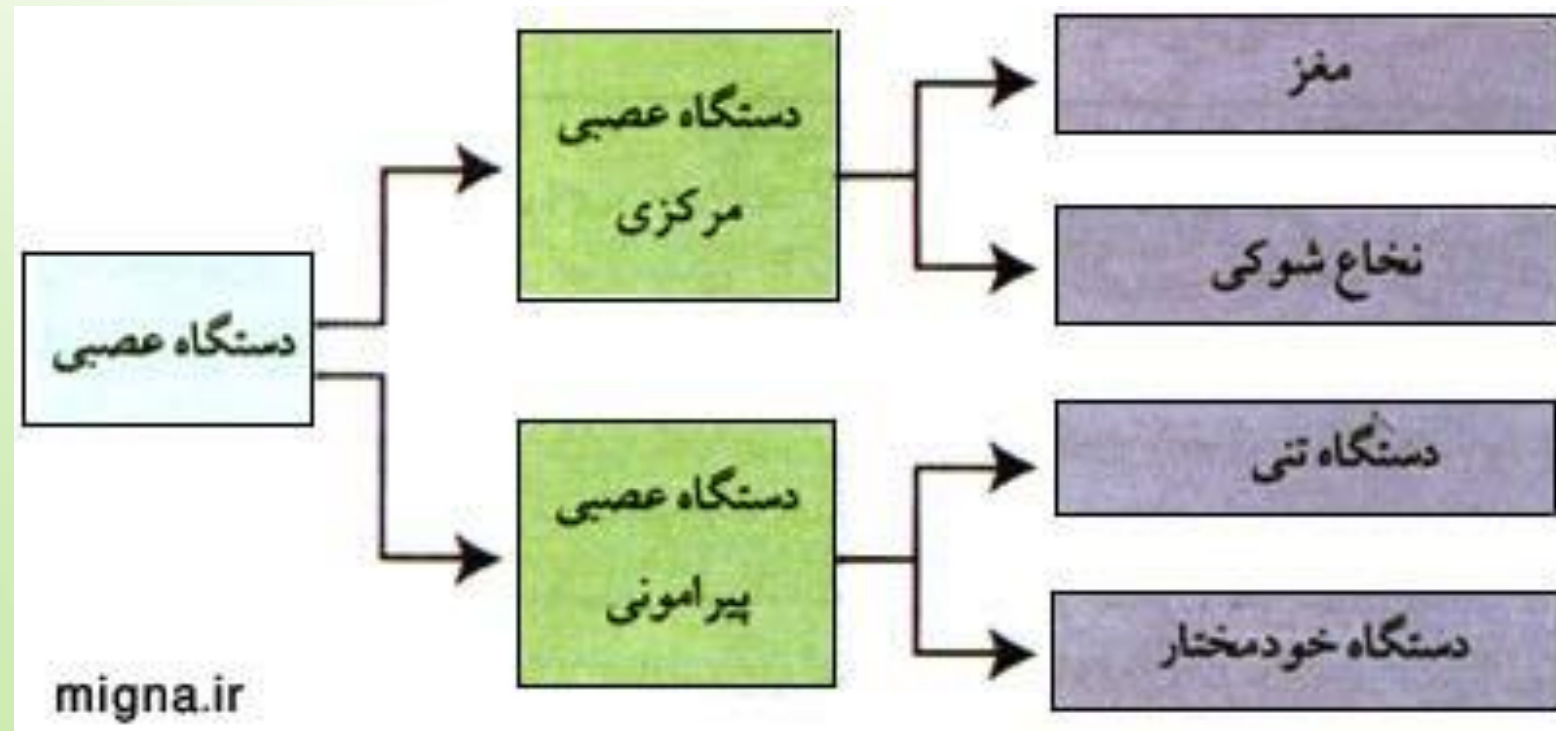 دستگاه عصبی
دستگاه عصبی
مرکزی
مغز
نخاع شوکی
دستگاه عصبی
پیرامونی
دستگاه تنی
دستگاه خودمختار
migna.ir